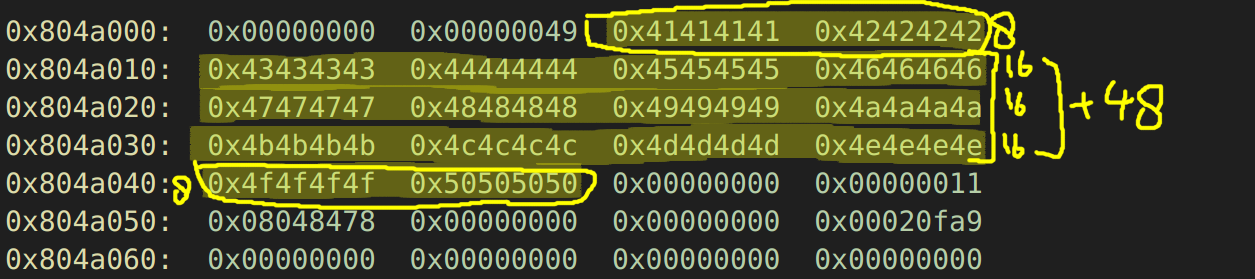 0x804a000: 0x00000000 0x00000049 0x41414141 0x42424242 8
0x804a010: 0x43434343 0x44444444 0x45454545 0x46464646 16
0x804a020: 0x47474747 0x48484848 0x49494949 0x4a4a4a4a 16 +48
0x804a030: 0x4b4b4b4b 0x4c4c4c4c 0x4d4d4d4d 0x4e4e4e4e 16
0x804a040: 8 0x4f4f4f4f 0x50505050 0x00000000 0x00000011
0x804a050: 0x08048478 0x00000000 0x00000000 0x00020fa9
0x804a060: 0x00000000 0x00000000 0x00000000 0x00000000